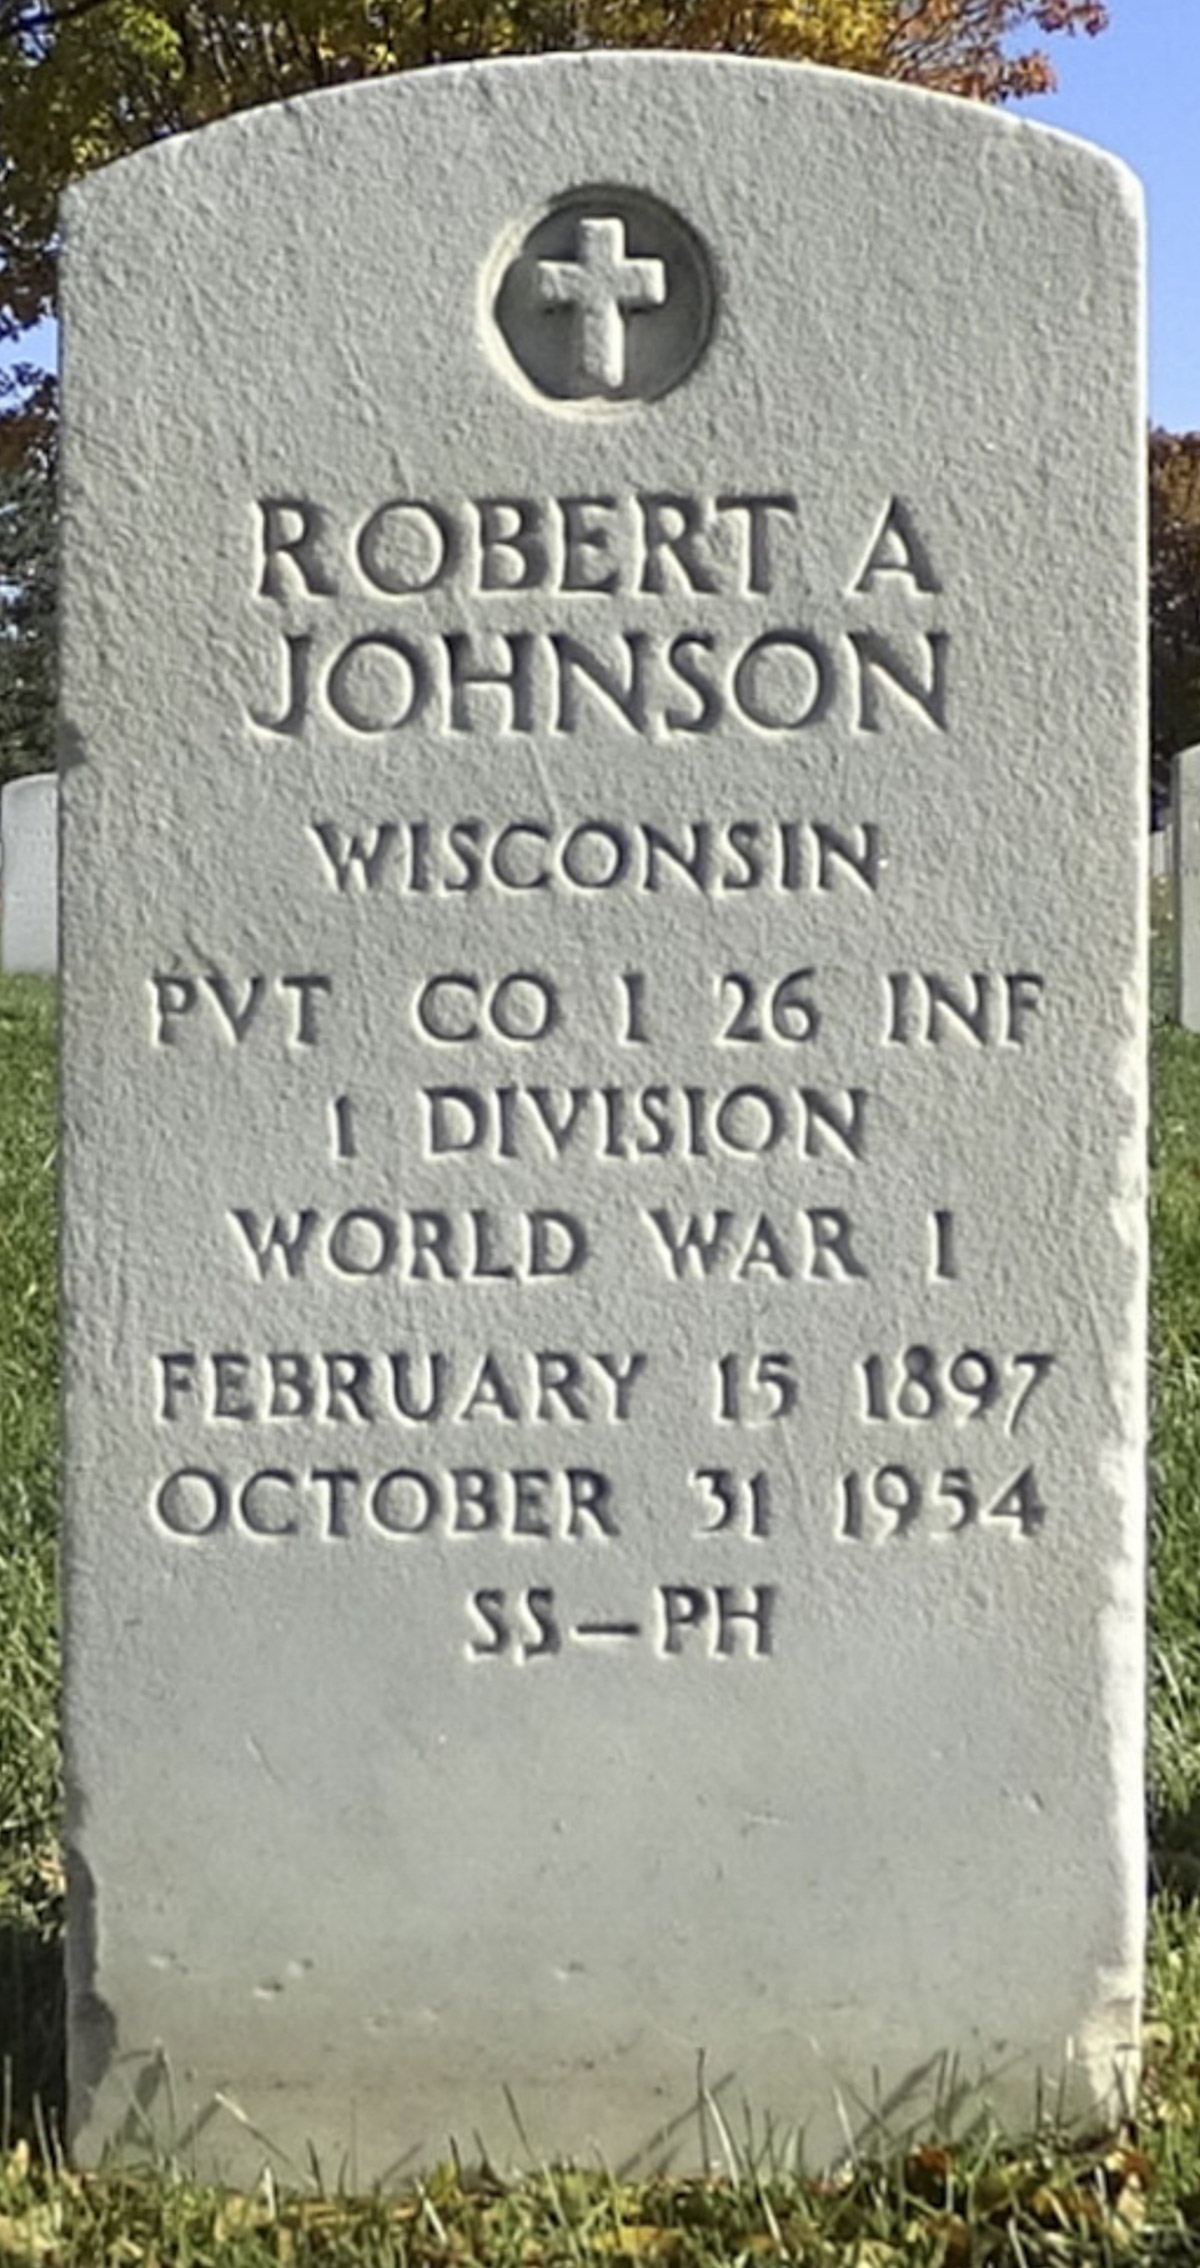 ROBERT A
JOHNSON
WISCONSIN
PVT CO I 26 INF
1 DIVISION
WORLD WAR I
FEBRUARY 15 1897
OCTOBER 31 1954
SS–PH